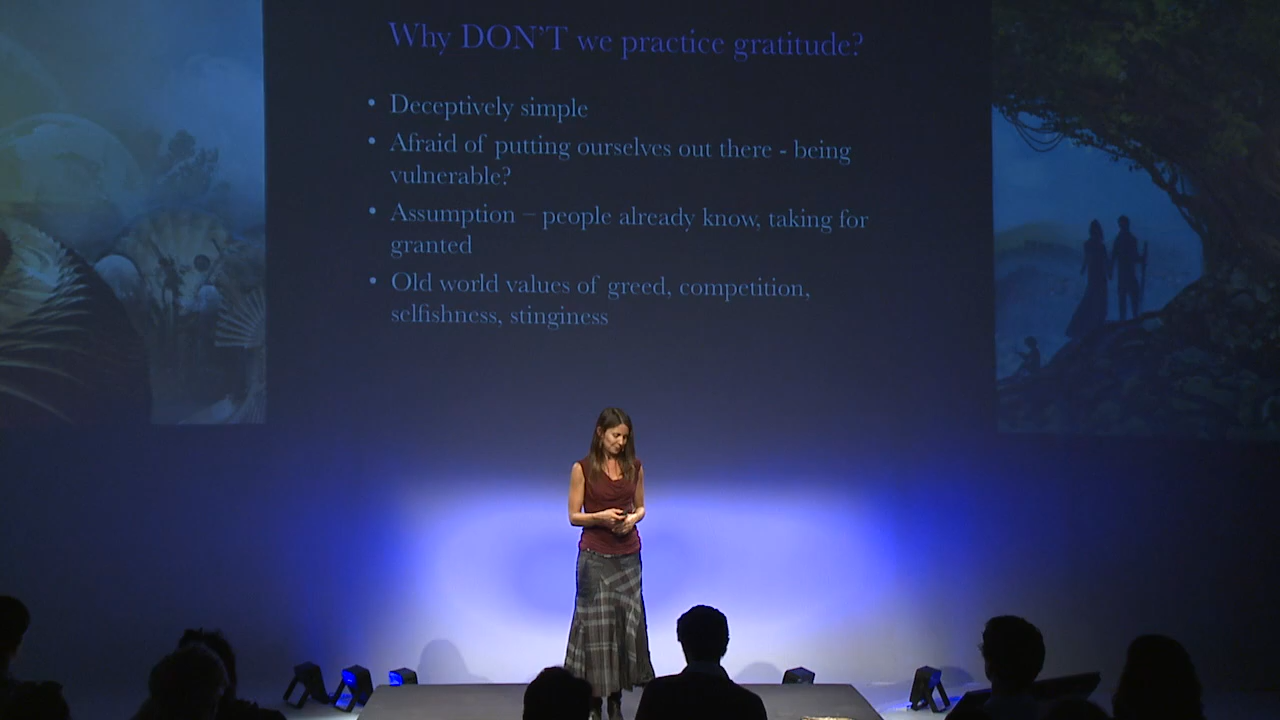 Why DON'T we practice gratitude?
• Deceptively simple
• Afraid of putting ourselves out there - being
vulnerable?
• Assumption – people already know, taking for
granted
• Old world values of greed, competition,
selfishness, stinginess